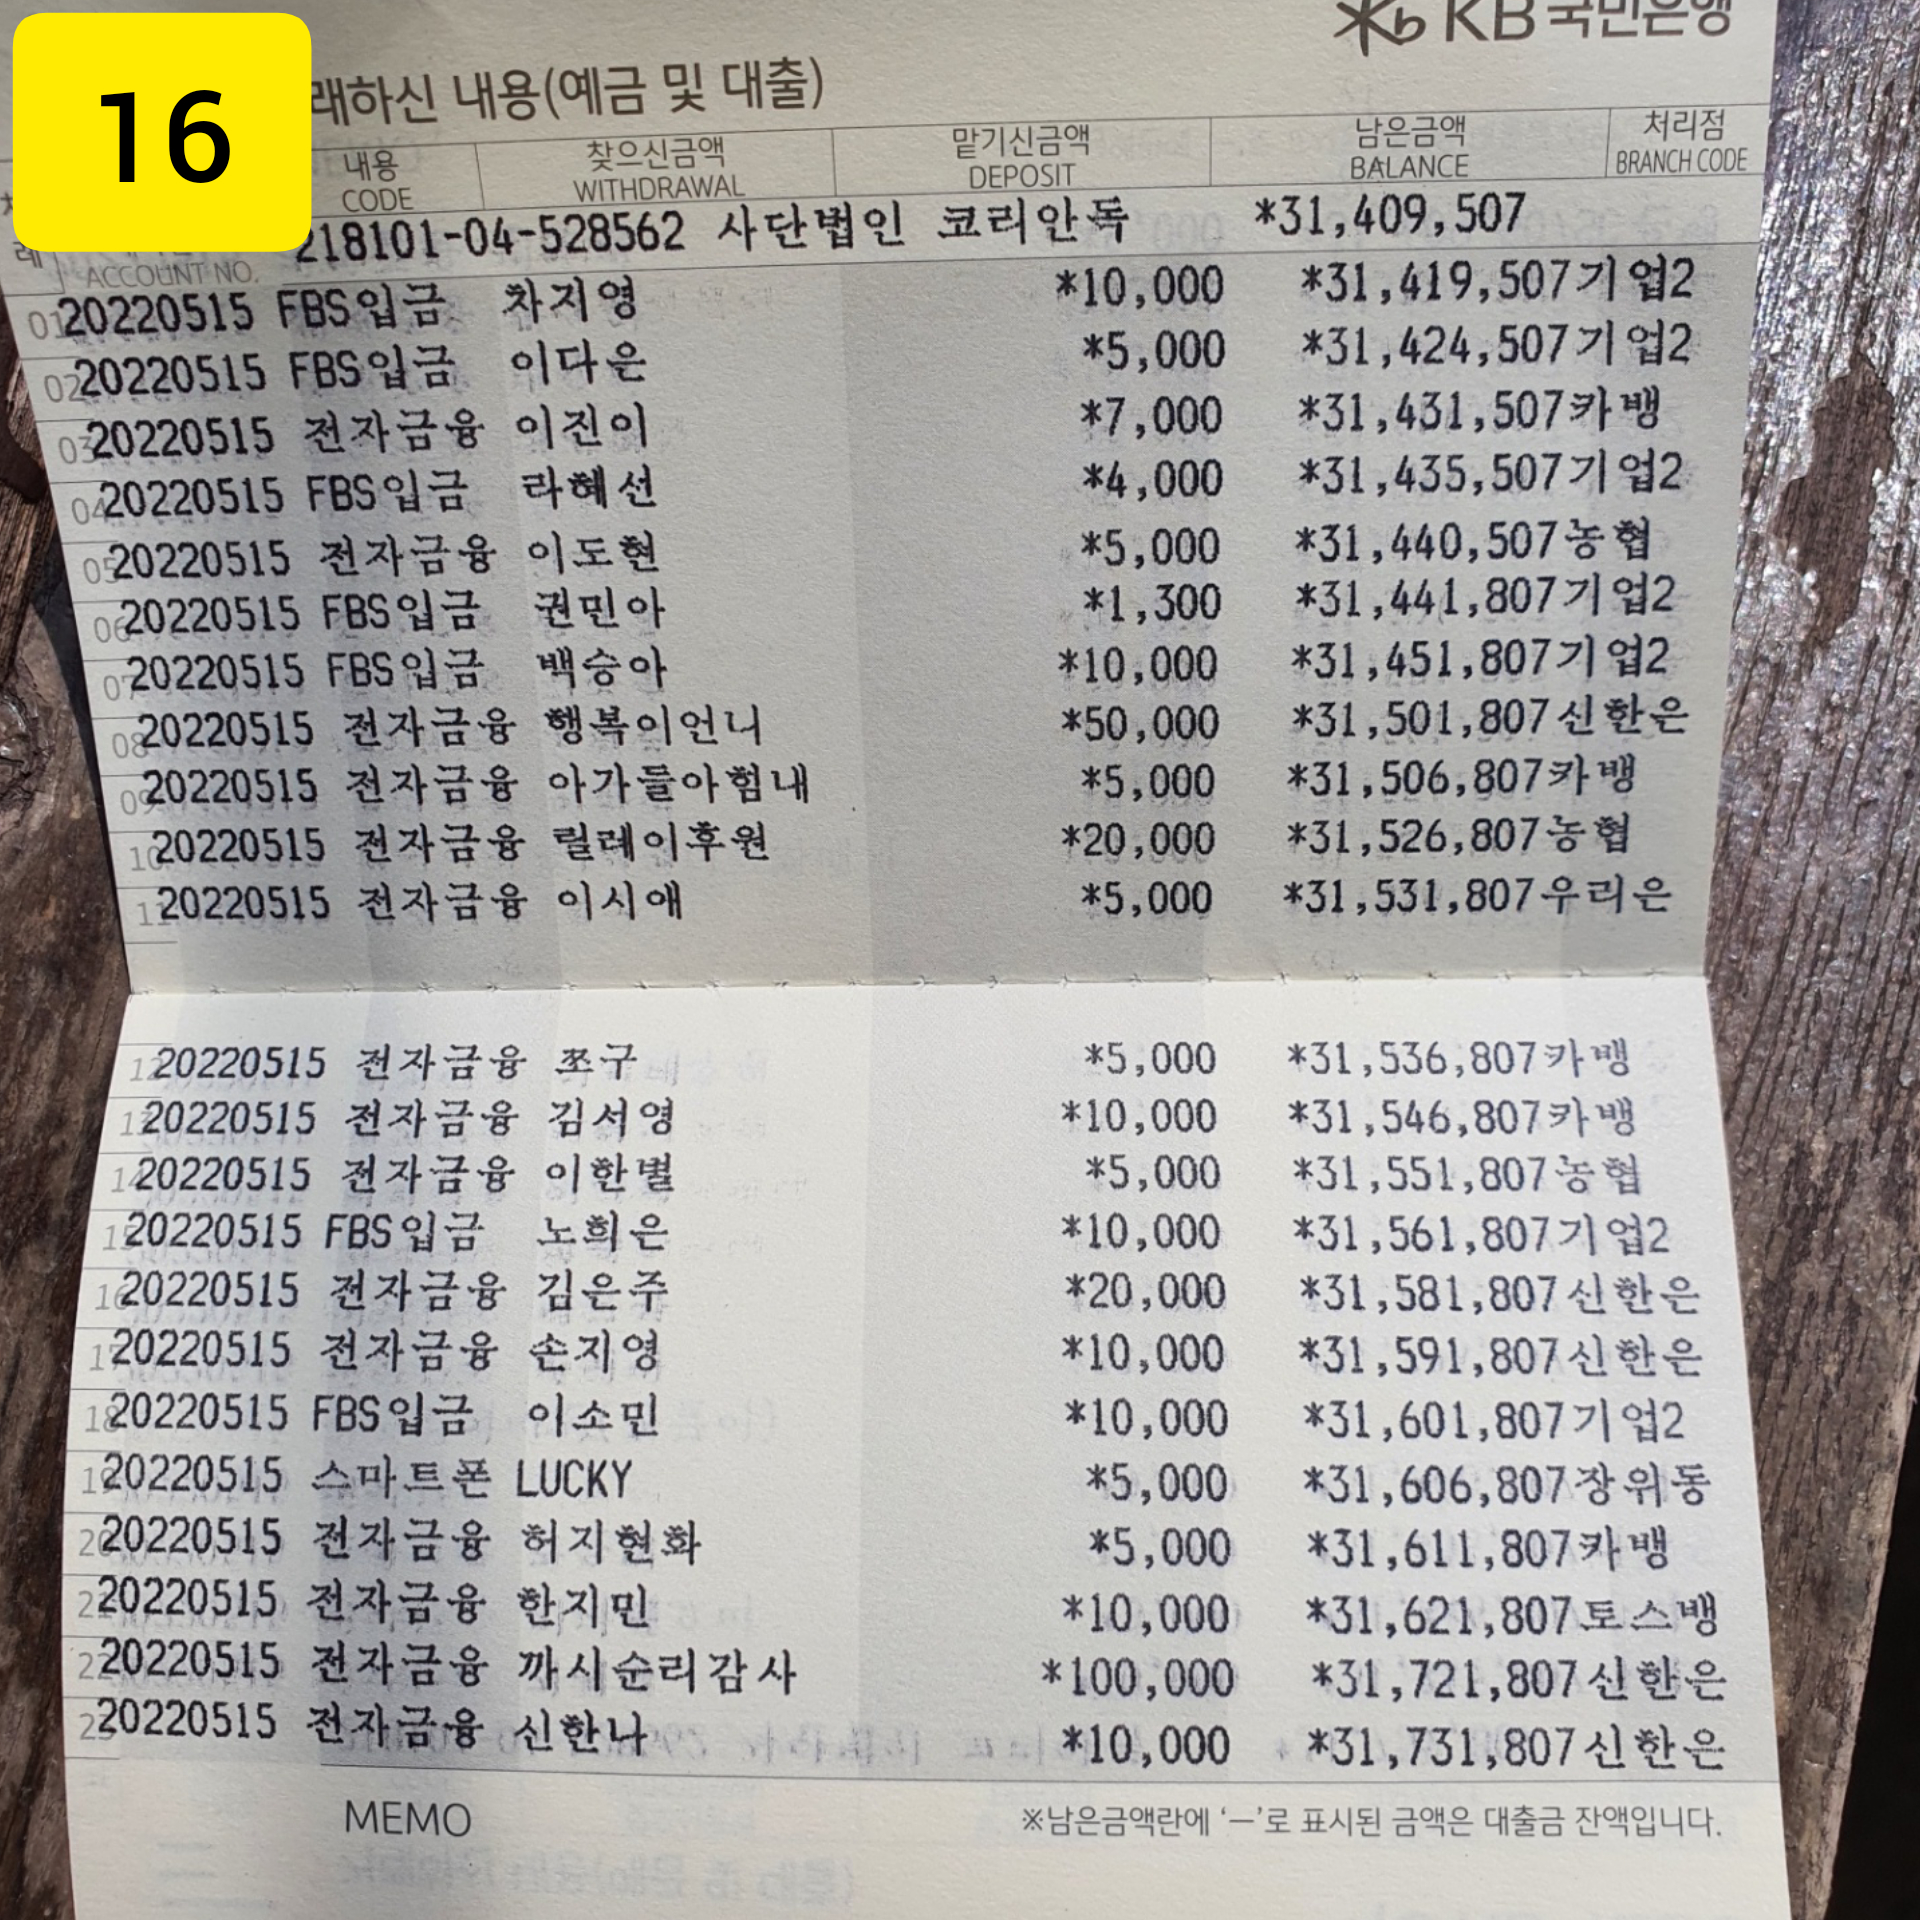 16
KB국민은행
래하신 내용(예금 및 대출)
내용 찾으신금액 맡기신금액 남은금액 처리점
CODE WITHDRAWAL DEPOSIT BALANCE BRANCH CODE
218101-04-528562 사단법인 코리안독 *31,409,507
ACCOUNT NO.
01 20220515 FBS입금 차지영 *10,000 *31,419,507기업2
02 20220515 FBS입금 이다은 *5,000 *31,424,507기업2
03 20220515 전자금융 이진이 *7,000 *31,431,507카뱅
04 20220515 FBS입금 라혜선 *4,000 *31,435,507기업2
05 20220515 전자금융 이도현 *5,000 *31,440,507농협
06 20220515 FBS입금 권민아 *1,300 *31,441,807기업2
07 20220515 FBS입금 백승아 *10,000 *31,451,807기업2
08 20220515 전자금융 행복이언니 *50,000 *31,501,807신한은
09 20220515 전자금융 아가들아힘내 *5,000 *31,506,807카뱅
10 20220515 전자금융 릴레이후원 *20,000 *31,526,807농협
11 20220515 전자금융 이시애 *5,000 *31,531,807우리은
12 20220515 전자금융 쪼구 *5,000 *31,536,807카뱅
13 20220515 전자금융 김서영 *10,000 *31,546,807카뱅
14 20220515 전자금융 이한별 *5,000 *31,551,807농협
15 20220515 FBS입금 노희은 *10,000 *31,561,807기업2
16 20220515 전자금융 김은주 *20,000 *31,581,807신한은
17 20220515 전자금융 손지영 *10,000 *31,591,807신한은
18 20220515 FBS입금 이소민 *10,000 *31,601,807기업2
19 20220515 스마트폰 LUCKY *5,000 *31,606,807장위동
20 20220515 전자금융 허지현화 *5,000 *31,611,807카뱅
21 20220515 전자금융 한지민 *10,000 *31,621,807토스뱅
22 20220515 전자금융 까시순리감사 *100,000 *31,721,807신한은
23 20220515 전자금융 신한나 *10,000 *31,731,807신한은
MEMO ※남은금액란에 ‘―’로 표시된 금액은 대출금 잔액입니다.